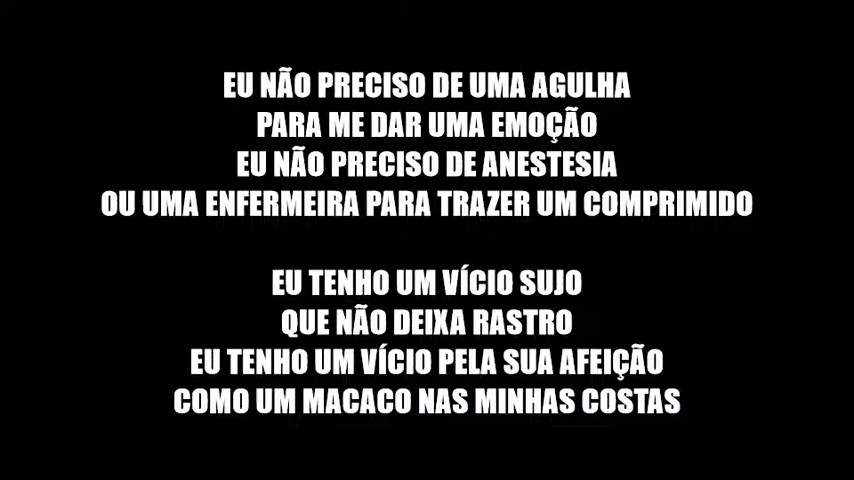 EU NÃO PRECISO DE UMA AGULHA
PARA ME DAR UMA EMOÇÃO
EU NÃO PRECISO DE ANESTESIA
OU UMA ENFERMEIRA PARA TRAZER UM COMPRIMIDO
EU TENHO UM VÍCIO SUJO
QUE NÃO DEIXA RASTRO
EU TENHO UM VÍCIO PELA SUA AFEIÇÃO
COMO UM MACACO NAS MINHAS COSTAS